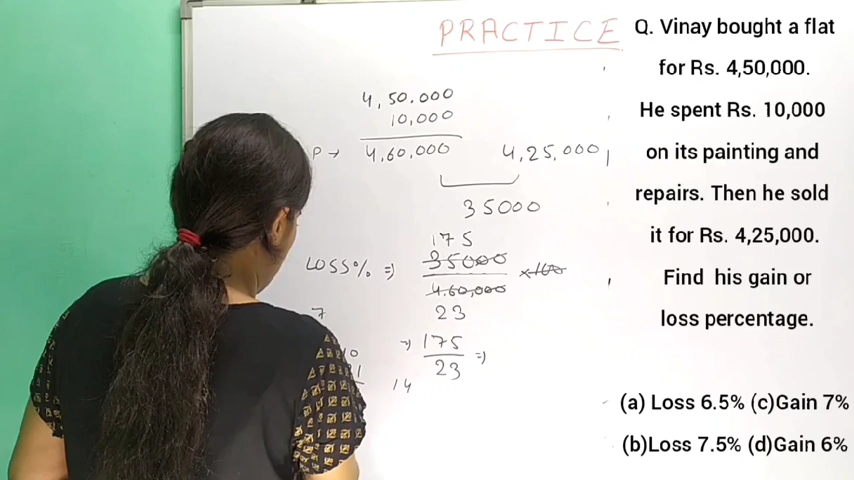 PRACTICE
4,50,000
10,000
P → 4,60,000 4,25,000
35000
175
LOSS% ⇒ 35000 ×100
4,60,000
23
7
⇒ 175 ⇒
23
10
14
Q. Vinay bought a flat
for Rs. 4,50,000.
He spent Rs. 10,000
on its painting and
repairs. Then he sold
it for Rs. 4,25,000.
Find his gain or
loss percentage.
(a) Loss 6.5% (c)Gain 7%
(b)Loss 7.5% (d)Gain 6%